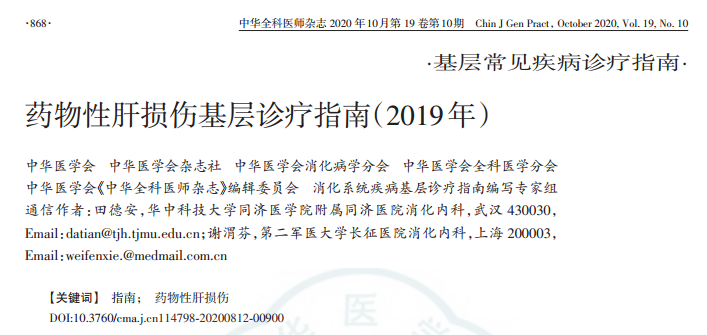 ·868·
中华全科医师杂志 2020 年 10 月第 19 卷第 10 期 Chin J Gen Pract, October 2020, Vol. 19, No. 10
·基层常见疾病诊疗指南·
药物性肝损伤基层诊疗指南(2019 年)
中华医学会 中华医学会杂志社 中华医学会消化病学分会 中华医学会全科医学分会
中华医学会《中华全科医师杂志》编辑委员会 消化系统疾病基层诊疗指南编写专家组
通信作者:田德安,华中科技大学同济医学院附属同济医院消化内科,武汉 430030,
Email:datian@tjh.tjmu.edu.cn;谢渭芬,第二军医大学长征医院消化内科,上海 200003,
Email:weifenxie.@medmail.com.cn
【关键词】 指南; 药物性肝损伤
DOI:10.3760/cma.j.cn114798-20200812-00900
华 医 学